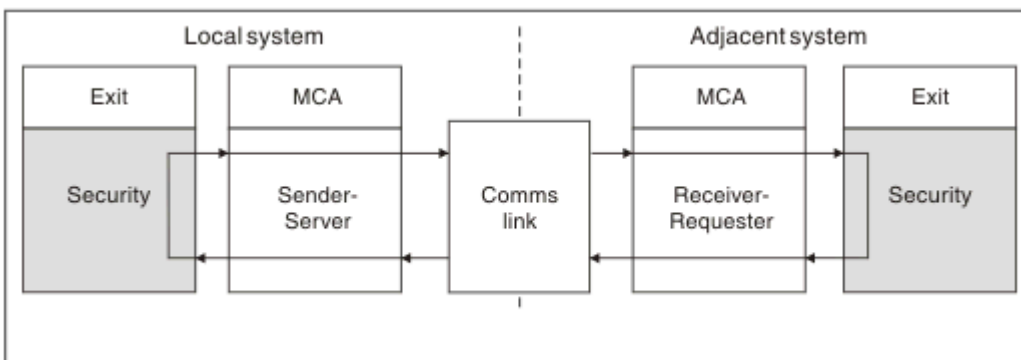 Local system
Adjacent system
Exit
MCA
MCA
Exit
Security
Sender-
Server
Comms
link
Receiver-
Requester
Security